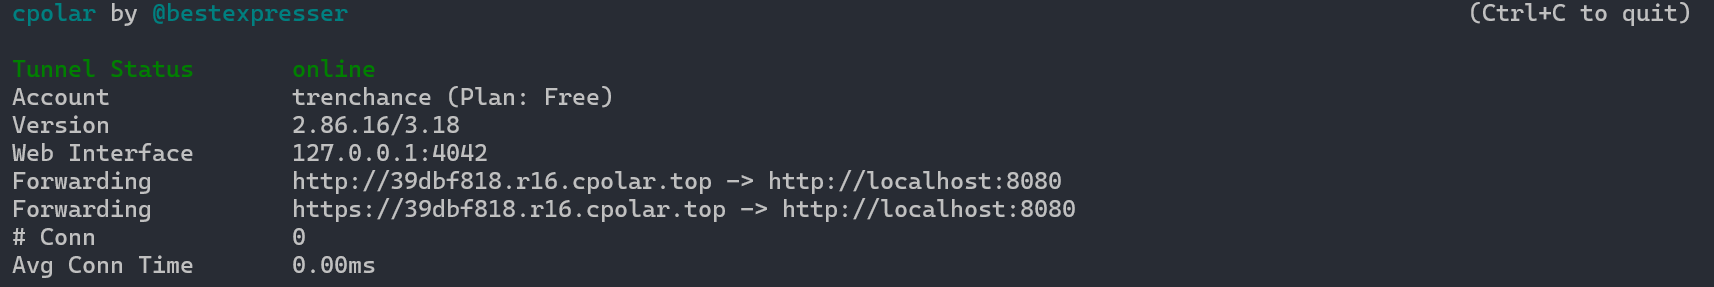 cpolar by @bestexpresser (Ctrl+C to quit)
Tunnel Status online
Account trenchance (Plan: Free)
Version 2.86.16/3.18
Web Interface 127.0.0.1:4042
Forwarding http://39dbf818.r16.cpolar.top -> http://localhost:8080
Forwarding https://39dbf818.r16.cpolar.top -> http://localhost:8080
# Conn 0
Avg Conn Time 0.00ms